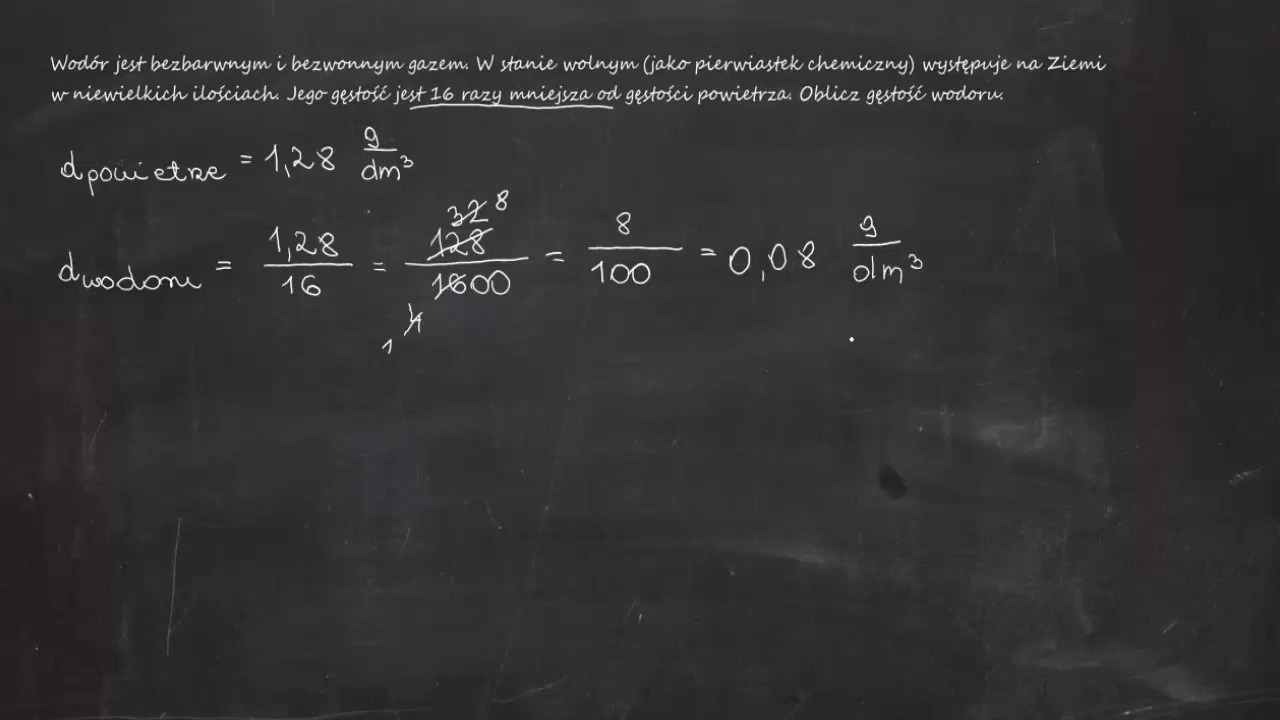 Wodór jest bezbarwnym i bezwonnym gazem. W stanie wolnym (jako pierwiastek chemiczny) występuje na Ziemi
w niewielkich ilościach. Jego gęstość jest 16 razy mniejsza od gęstości powietrza. Oblicz gęstość wodoru.
d powietrze = 1,28 g/dm³
d wodoru = 1,28/16 = 128/1600 = 8/100 = 0,08 g/dm³
32 8
4
1